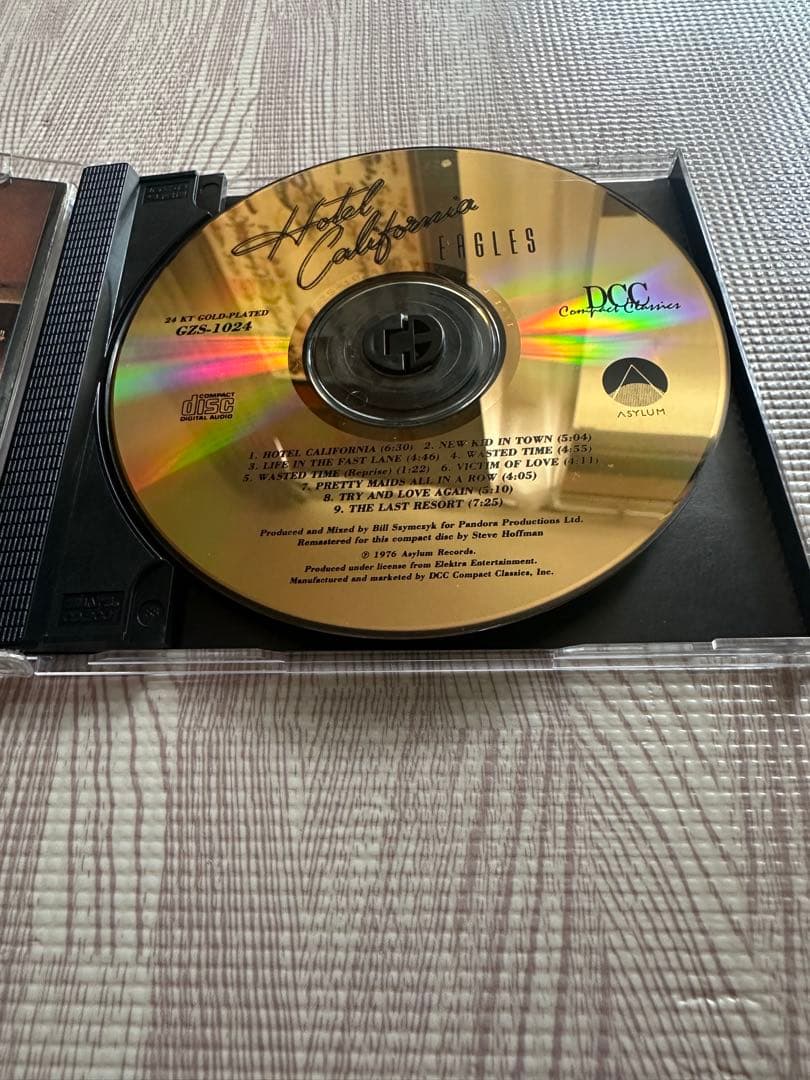 Hotel
California
EAGLES
24 KT GOLD-PLATED
GZS-1024
DCC
Compact Classics
COMPACT
disc
DIGITAL AUDIO
ASYLUM
1. HOTEL CALIFORNIA (6:30) 2. NEW KID IN TOWN (5:04)
3. LIFE IN THE FAST LANE (4:46) 4. WASTED TIME (4:55)
5. WASTED TIME (Reprise) (1:22) 6. VICTIM OF LOVE (4:11)
7. PRETTY MAIDS ALL IN A ROW (4:05)
8. TRY AND LOVE AGAIN (5:10)
9. THE LAST RESORT (7:25)
Produced and Mixed by Bill Szymczyk for Pandora Productions Ltd.
Remastered for this compact disc by Steve Hoffman
℗ 1976 Asylum Records.
Produced under license from Elektra Entertainment.
Manufactured and marketed by DCC Compact Classics, Inc.